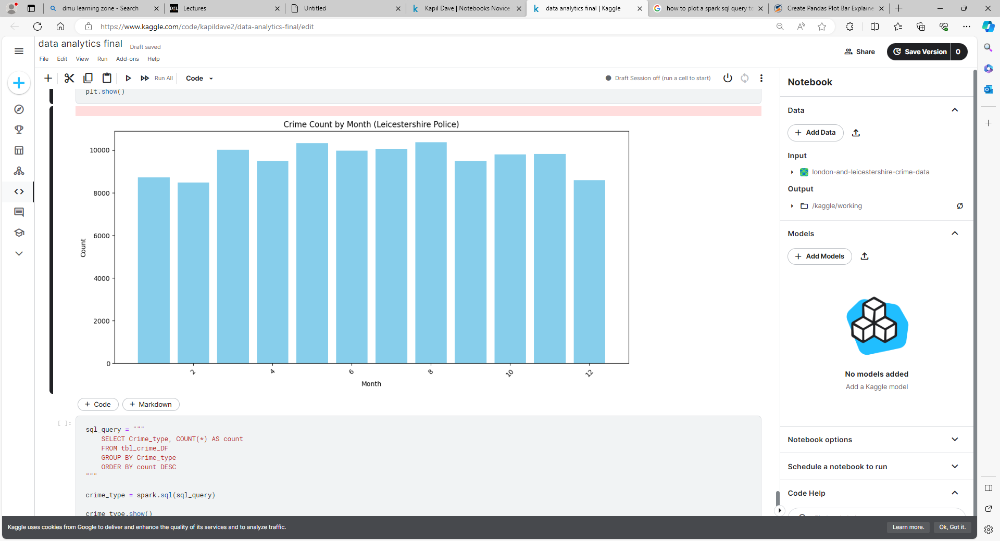 dmu learning zone - Search
Lectures
Untitled
Kapil Dave | Notebooks Novice
data analytics final | Kaggle
how to plot a spark sql query to
Create Pandas Plot Bar Explaine
https://www.kaggle.com/code/kapildave2/data-analytics-final/edit
data analytics final
Draft saved
File Edit View Run Add-ons Help
Share
Save Version 0
Run All
Code
Draft Session off (run a cell to start)
plt.show()
Crime Count by Month (Leicestershire Police)
10000
8000
6000
4000
2000
0
Count
2 4 6 8 10 12
Month
+ Code
+ Markdown
[ ]:
sql_query = """
SELECT Crime_type, COUNT(*) AS count
FROM tbl_crime_DF
GROUP BY Crime_type
ORDER BY count DESC
"""
crime_type = spark.sql(sql_query)
crime_type.show()
Notebook
Data
+ Add Data
Input
london-and-leicestershire-crime-data
Output
/kaggle/working
Models
+ Add Models
No models added
Add a Kaggle model
Notebook options
Schedule a notebook to run
Code Help
Kaggle uses cookies from Google to deliver and enhance the quality of its services and to analyze traffic.
Learn more.
Ok, Got it.